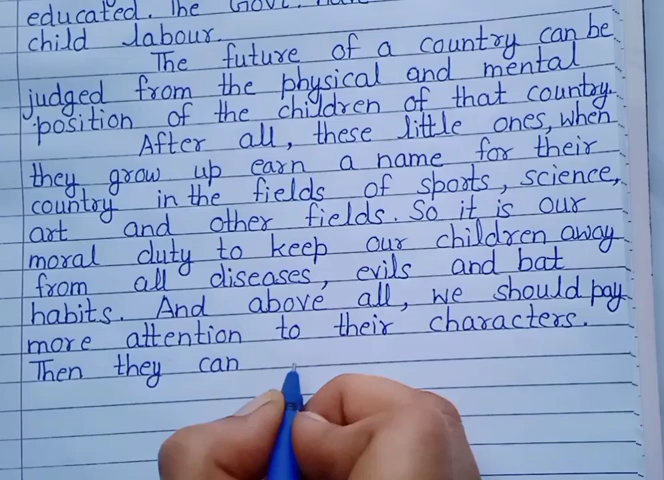 educated. The Govt. have
child labour.
The future of a country can be
judged from the physical and mental
position of the children of that country.
After all, these little ones, when
they grow up earn a name for their
country in the fields of sports, science,
art and other fields. So it is our
moral duty to keep our children away
from all diseases, evils and bat
habits. And above all, we should pay
more attention to their characters.
Then they can